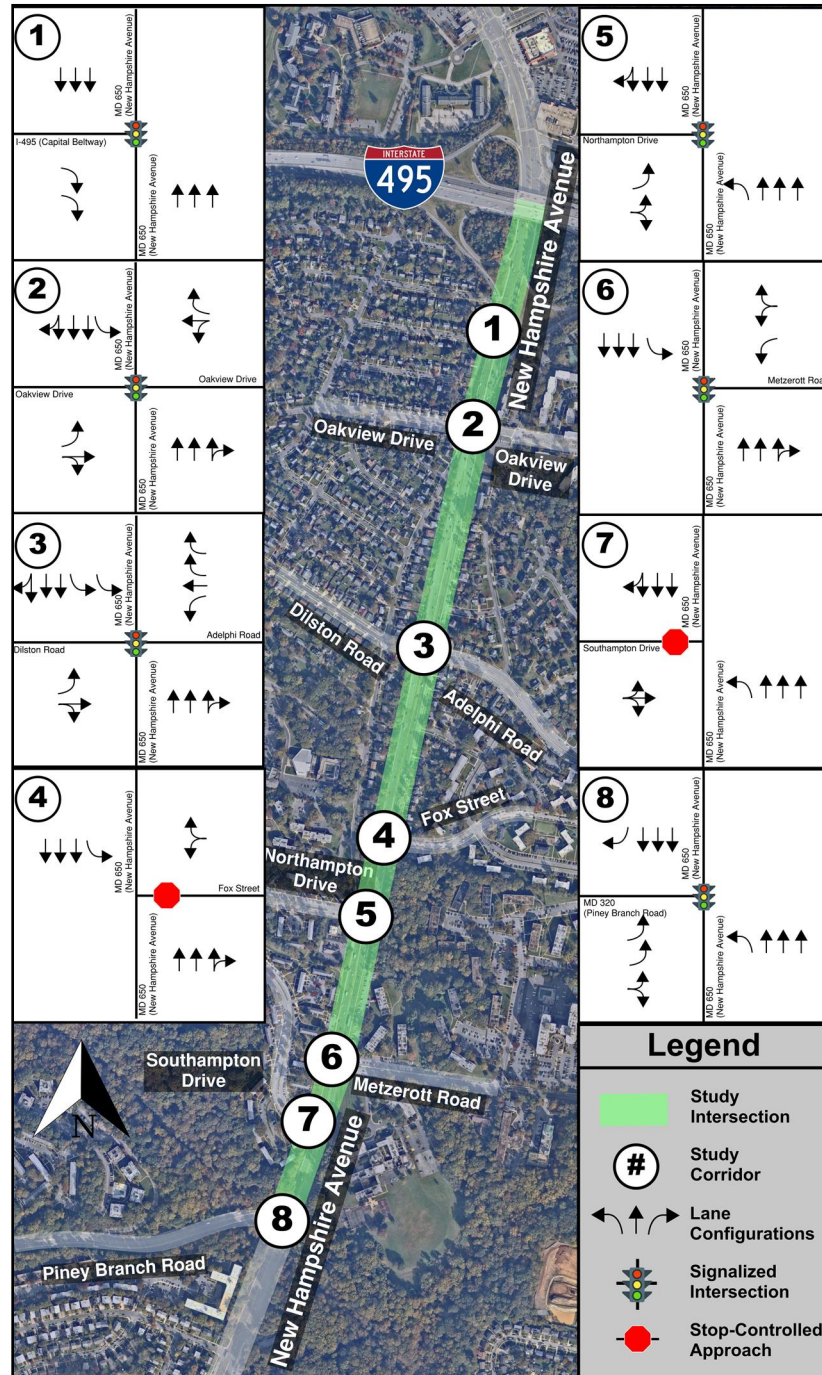 1
MD 650
(New Hampshire Avenue)
I-495 (Capital Beltway)
MD 650
(New Hampshire Avenue)
2
MD 650
(New Hampshire Avenue)
Oakview Drive
Oakview Drive
MD 650
(New Hampshire Avenue)
3
MD 650
(New Hampshire Avenue)
Adelphi Road
Dilston Road
MD 650
(New Hampshire Avenue)
4
MD 650
(New Hampshire Avenue)
Fox Street
MD 650
(New Hampshire Avenue)
INTERSTATE
495
New Hampshire Avenue
1
2
Oakview Drive
Oakview
Drive
Dilston Road
3
Adelphi Road
4
Fox Street
Northampton
Drive
5
Southampton
Drive
6
Metzerott Road
7
8
New Hampshire Avenue
Piney Branch Road
N
5
MD 650
(New Hampshire Avenue)
Northampton Drive
MD 650
(New Hampshire Avenue)
6
MD 650
(New Hampshire Avenue)
Metzerott Roa
MD 650
(New Hampshire Avenue)
7
MD 650
(New Hampshire Avenue)
Southampton Drive
MD 650
(New Hampshire Avenue)
8
MD 650
(New Hampshire Avenue)
MD 320
(Piney Branch Road)
MD 650
(New Hampshire Avenue)
Legend
Study
Intersection
#
Study
Corridor
Lane
Configurations
Signalized
Intersection
Stop-Controlled
Approach